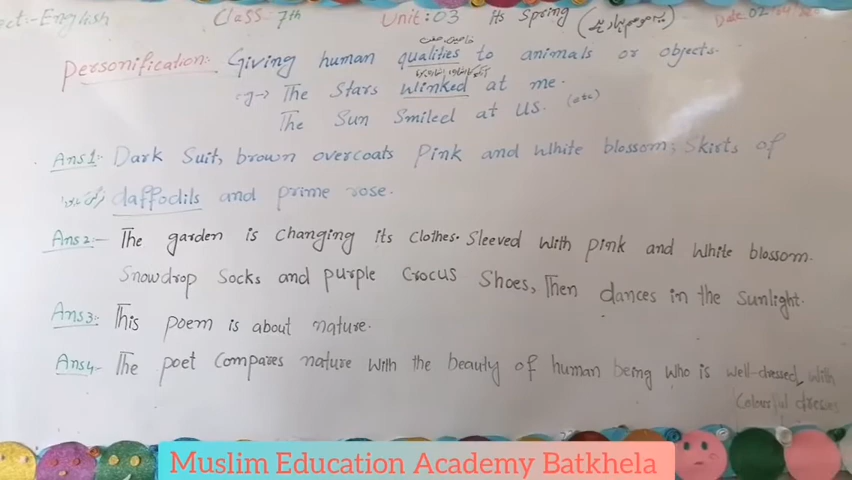 ect:-English Class 7th Unit:03 Its Spring Date 02
Personification:- Giving human qualities to animals or objects.
e.g-> The Stars winked at me.
The Sun Smiled at us. (etc)
Ans1:- Dark Suit, brown overcoats Pink and White blossom; Skirts of
daffodils and prime rose.
Ans2:- The garden is changing its clothes. Sleeved with pink and white blossom.
Snowdrop Socks and purple Crocus Shoes, Then dances in the Sunlight.
Ans3:- This poem is about nature.
Ans4- The poet Compares nature with the beauty of human being who is well-dressed, with
Colourful dresses
Muslim Education Academy Batkhela